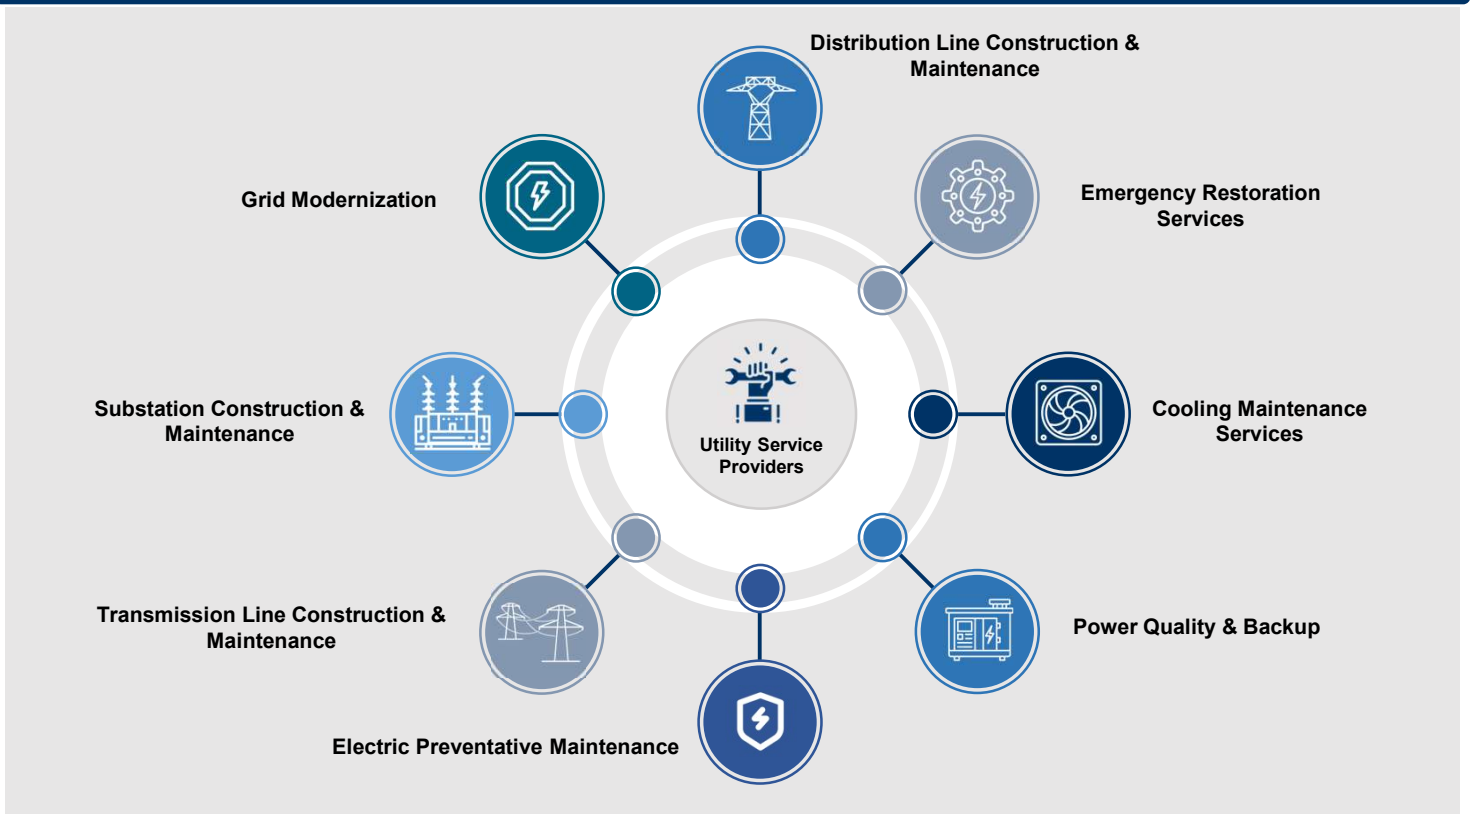 Distribution Line Construction &
Maintenance
Grid Modernization
Emergency Restoration
Services
Substation Construction &
Maintenance
Utility Service
Providers
Cooling Maintenance
Services
Transmission Line Construction &
Maintenance
Power Quality & Backup
Electric Preventative Maintenance